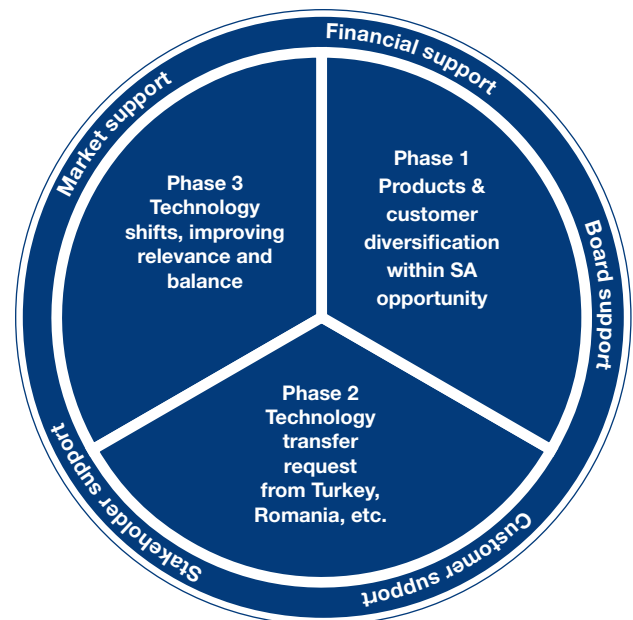 Financial support
Market support
Board support
Phase 1
Products &
customer
diversification
within SA
opportunity
Phase 3
Technology
shifts, improving
relevance and
balance
Phase 2
Technology
transfer
request
from Turkey,
Romania, etc.
Stakeholder support
Customer support